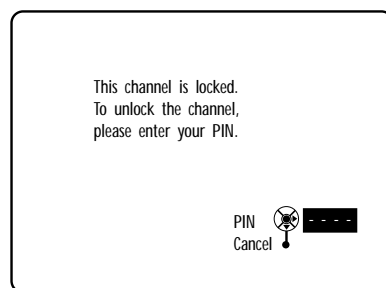 This channel is locked.
To unlock the channel,
please enter your PIN.
PIN - - - -
Cancel